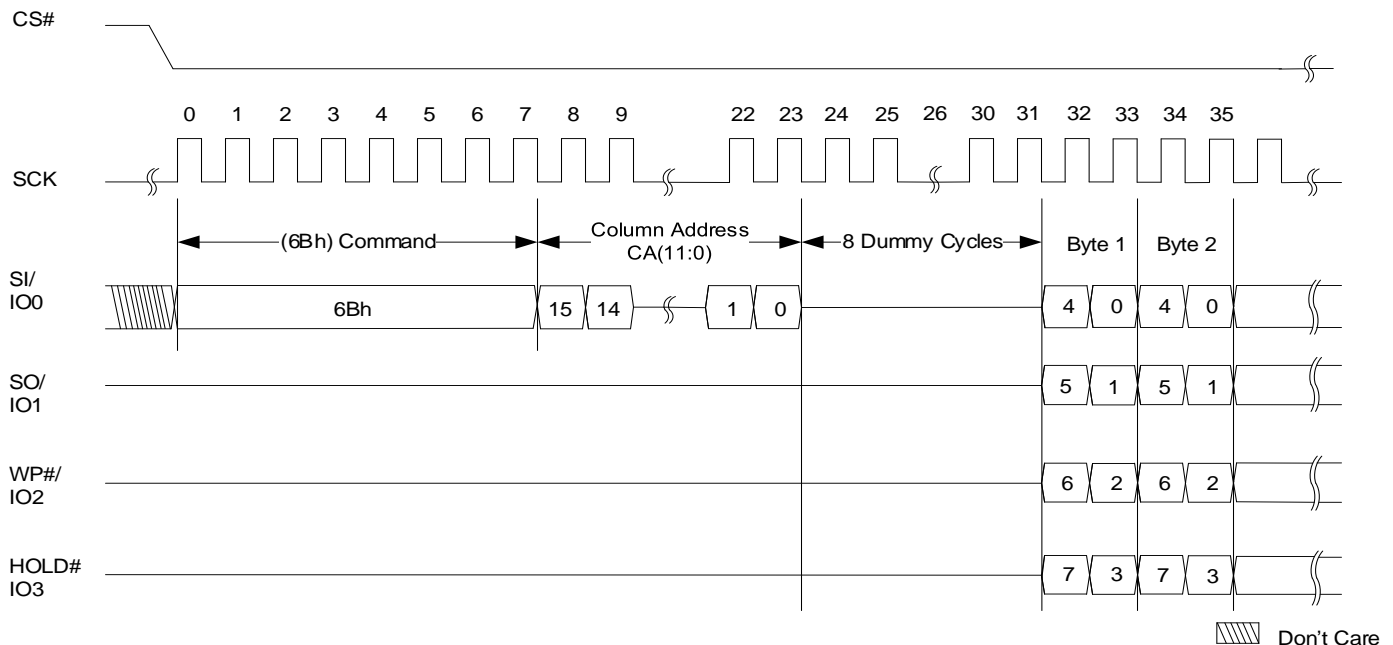 CS#
0 1 2 3 4 5 6 7 8 9 22 23 24 25 26 30 31 32 33 34 35
SCK
(6Bh) Command
Column Address
CA(11:0)
8 Dummy Cycles
Byte 1
Byte 2
SI/
IO0
6Bh 15 14 1 0 4 0 4 0
SO/
IO1
5 1 5 1
WP#/
IO2
6 2 6 2
HOLD#
IO3
7 3 7 3
Don't Care